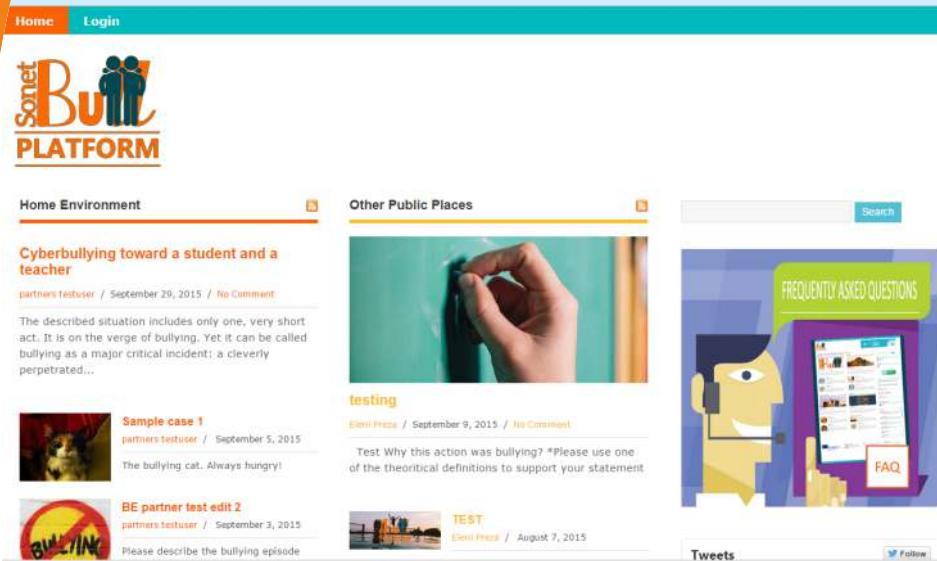 Home Login
Sonet
Bull
PLATFORM
Home Environment
Cyberbullying toward a student and a
teacher
partners testuser / September 29, 2015 / No Comment
The described situation includes only one, very short
act. It is on the verge of bullying. Yet it can be called
bullying as a major critical incident: a cleverly
perpetrated...
Sample case 1
partners testuser / September 5, 2015
The bullying cat. Always hungry!
BE partner test edit 2
partners testuser / September 3, 2015
Please describe the bullying episode
BULLYING
Other Public Places
testing
Eleni Preza / September 9, 2015 / No Comment
Test Why this action was bullying? *Please use one
of the theoritical definitions to support your statement
TEST
Eleni Preza / August 7, 2015
Search
FREQUENTLY ASKED QUESTIONS
FAQ
Tweets
Follow